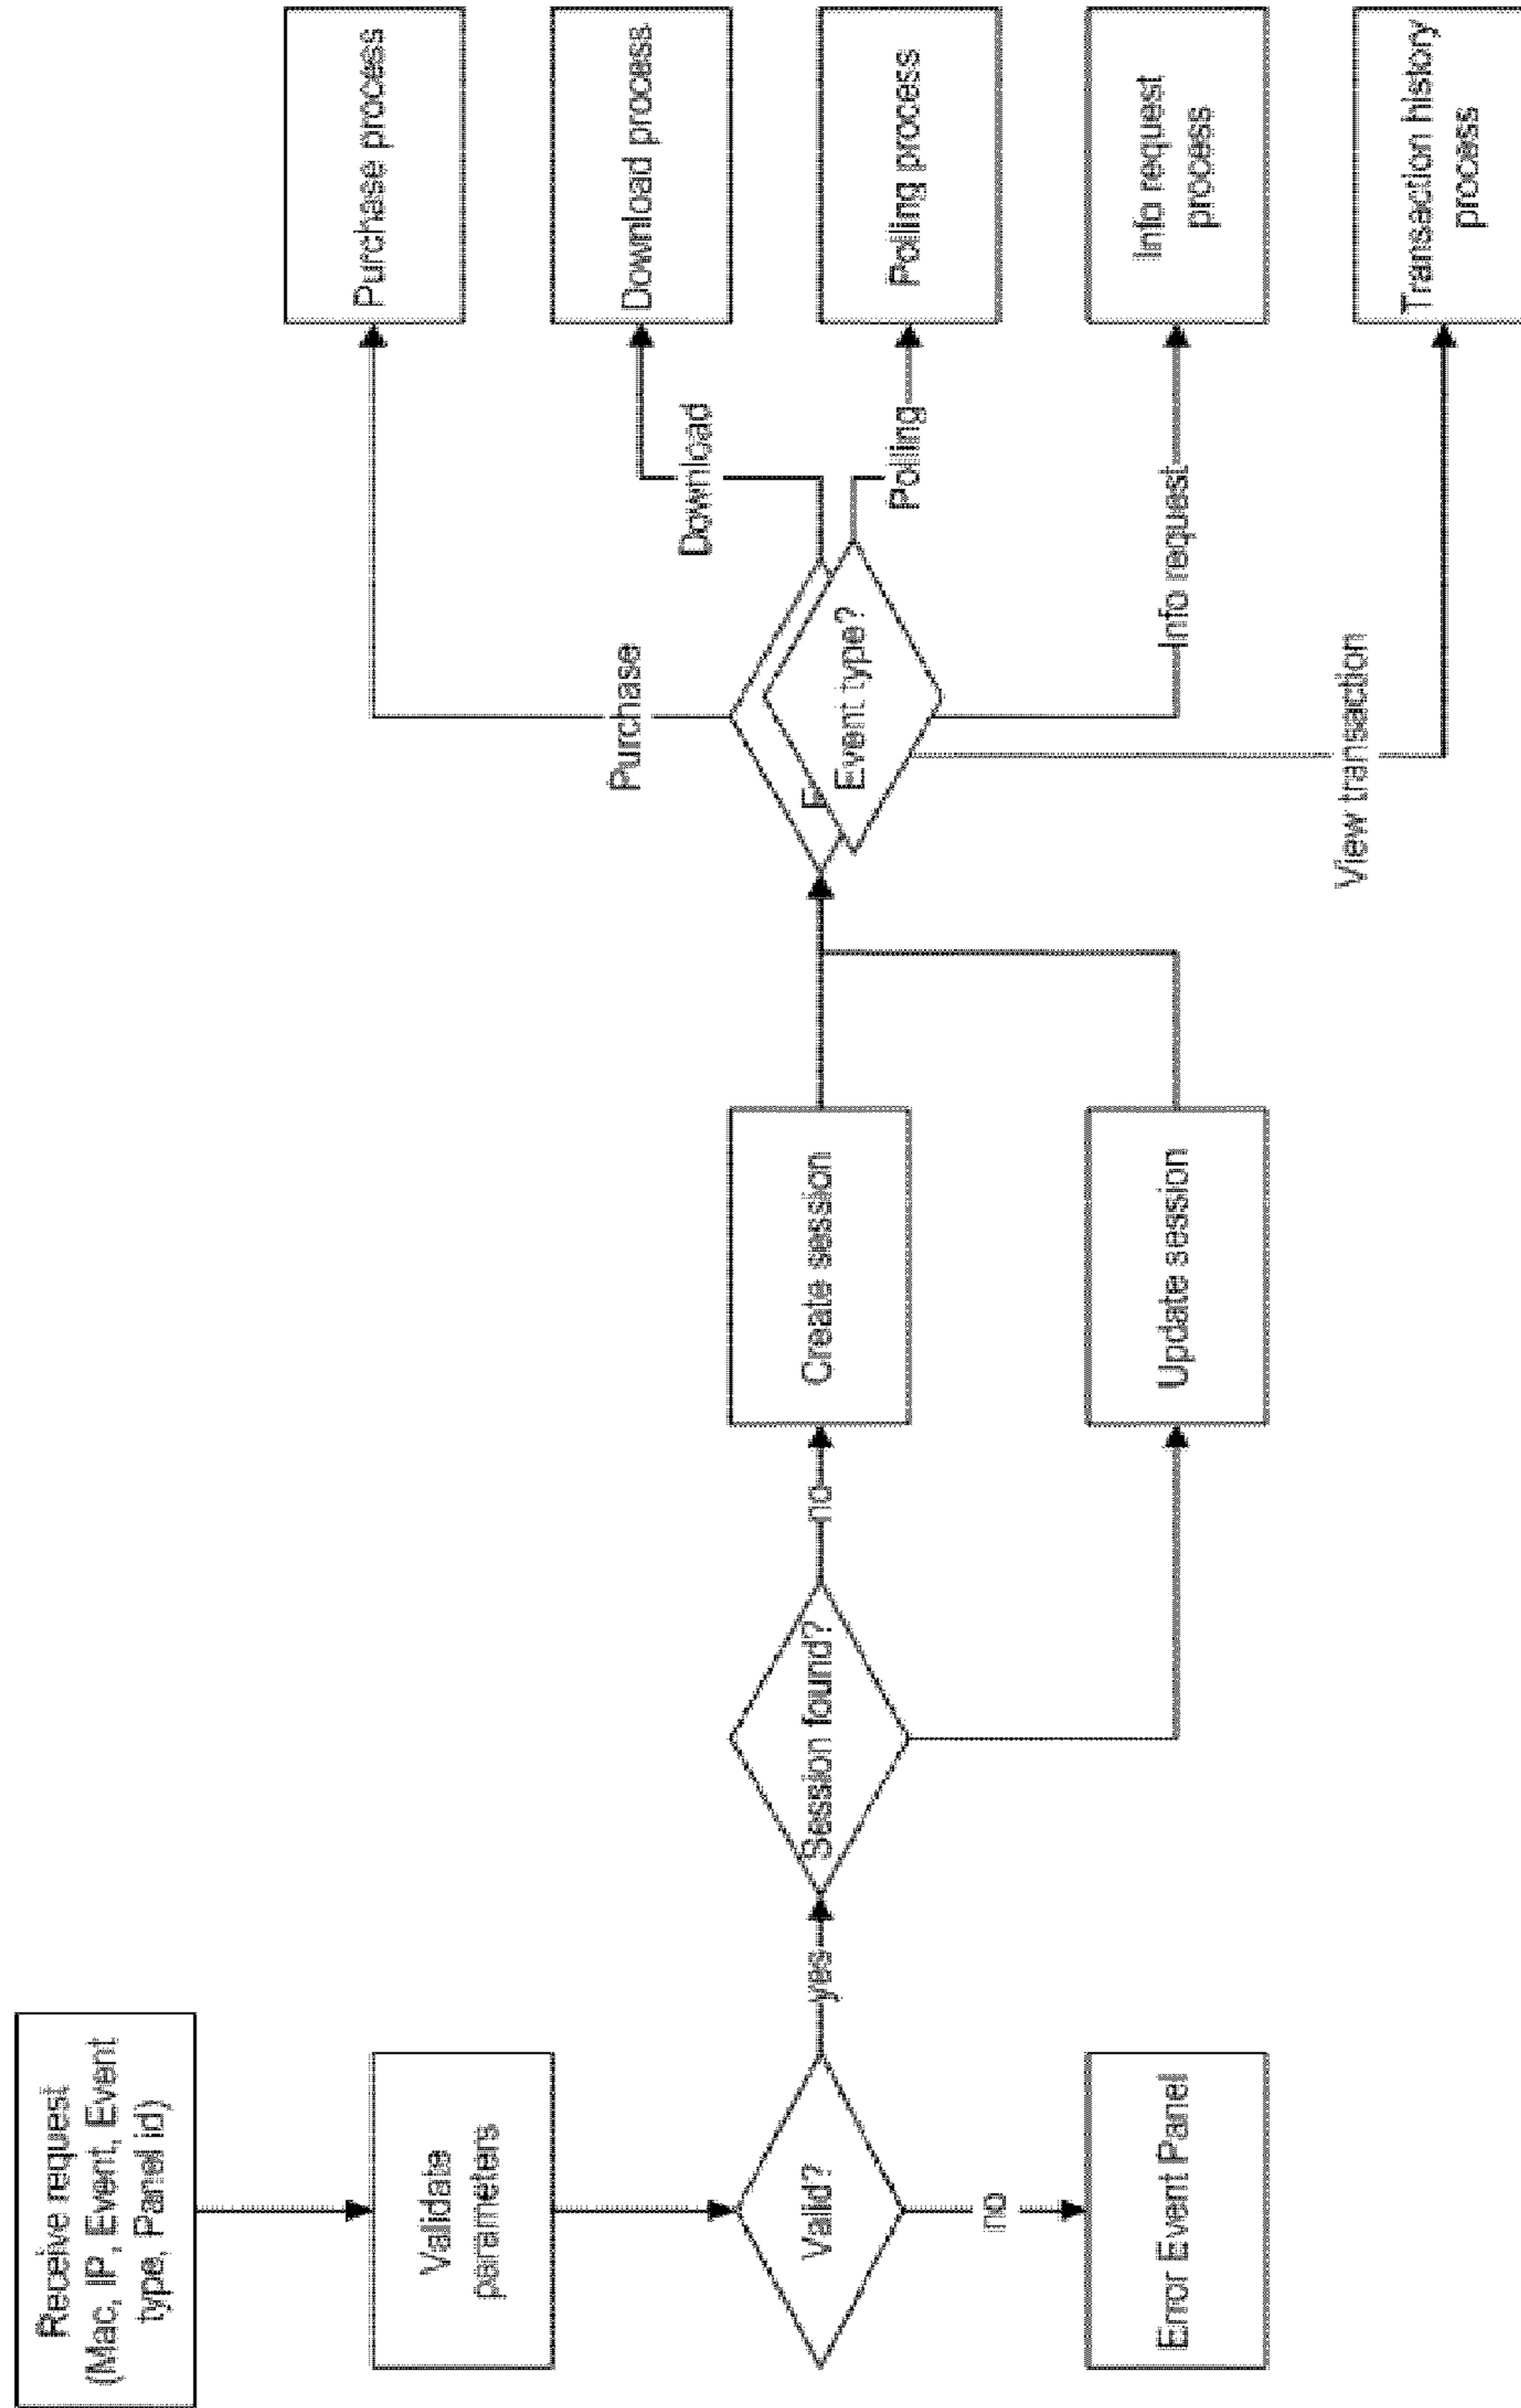 Receive request
(Mac, IP, Event, Event
type, Panel id)
Validate
parameters
Valid?
no
Error Event Panel
yes
Session found?
no
Create session
Update session
E
Event type?
Purchase
Purchase process
Download
Download process
Polling
Polling process
Info request
Info request
process
View transaction
Transaction history
process